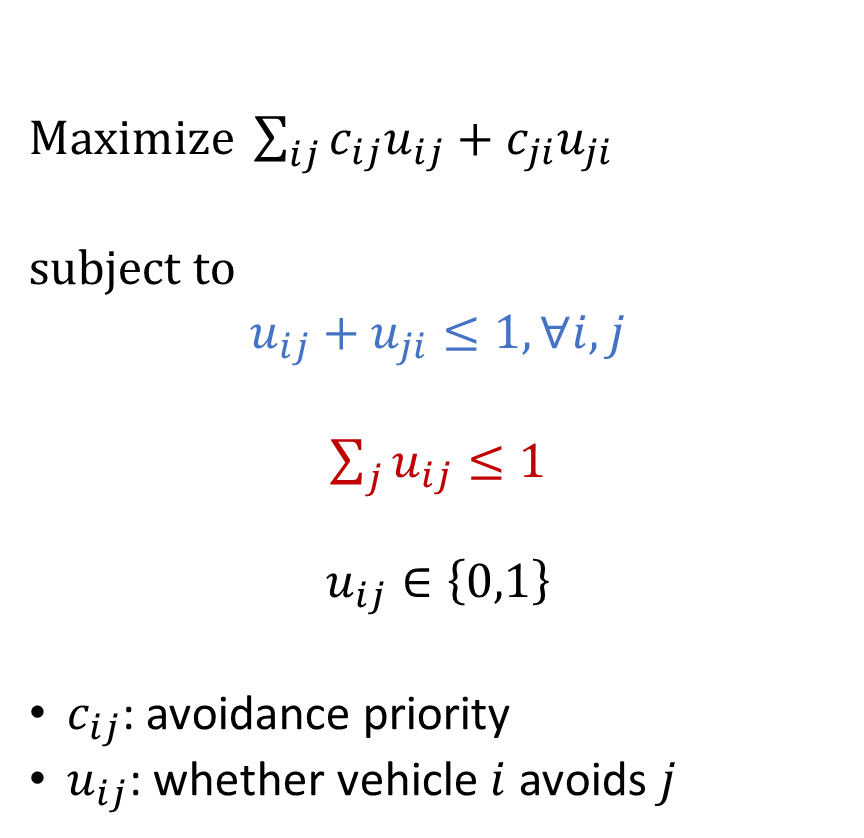 Maximize ∑ᵢⱼ cᵢⱼuᵢⱼ + cⱼᵢuⱼᵢ
subject to
uᵢⱼ + uⱼᵢ ≤ 1, ∀i, j
∑ⱼ uᵢⱼ ≤ 1
uᵢⱼ ∈ {0,1}
• cᵢⱼ: avoidance priority
• uᵢⱼ: whether vehicle i avoids j